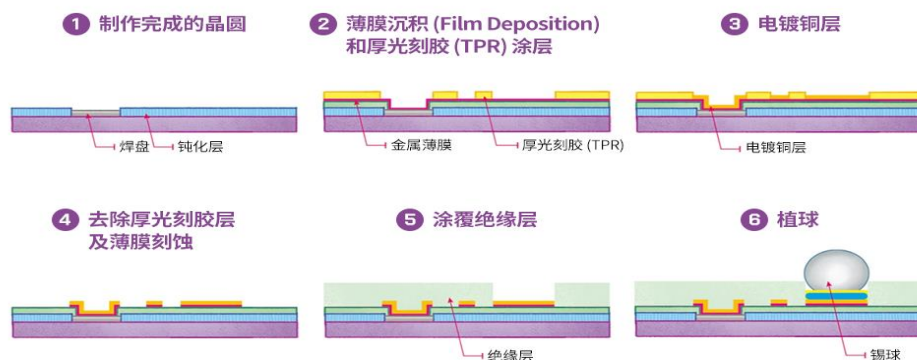 1 制作完成的晶圆
2 薄膜沉积 (Film Deposition)
和厚光刻胶 (TPR) 涂层
3 电镀铜层
焊盘
钝化层
金属薄膜
厚光刻胶 (TPR)
电镀铜层
4 去除厚光刻胶层
及薄膜刻蚀
5 涂覆绝缘层
6 植球
绝缘层
锡球